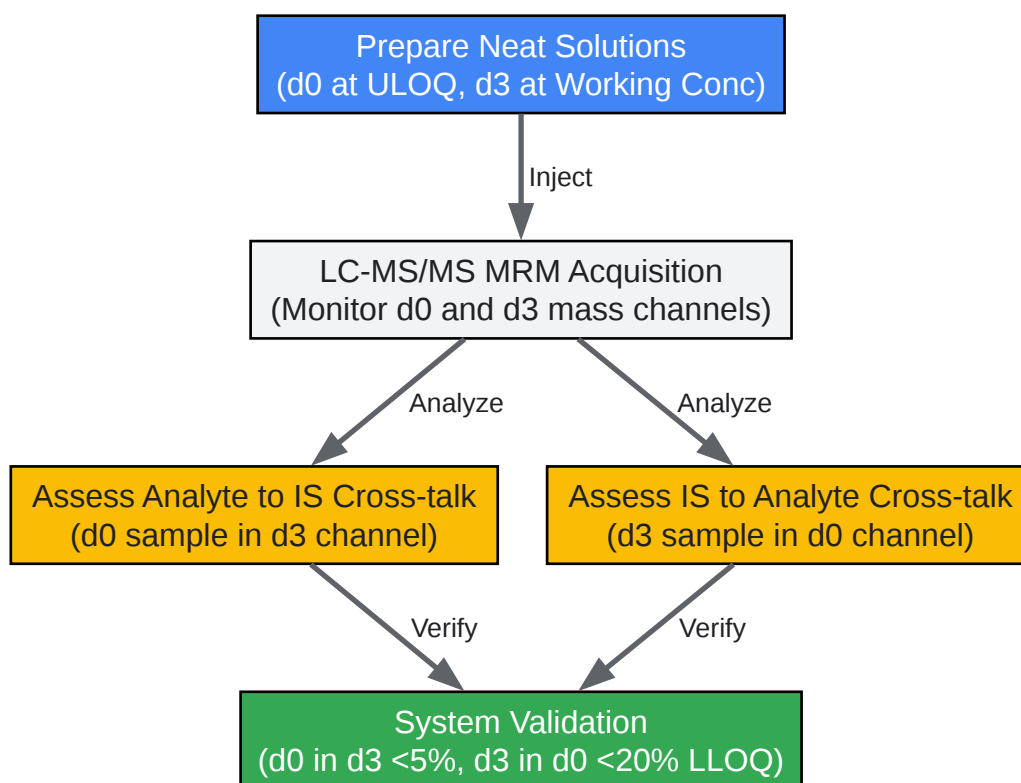 Prepare Neat Solutions
(d0 at ULOQ, d3 at Working Conc)
Inject
LC-MS/MS MRM Acquisition
(Monitor d0 and d3 mass channels)
Analyze
Analyze
Assess Analyte to IS Cross-talk
(d0 sample in d3 channel)
Assess IS to Analyte Cross-talk
(d3 sample in d0 channel)
Verify
Verify
System Validation
(d0 in d3 <5%, d3 in d0 <20% LLOQ)